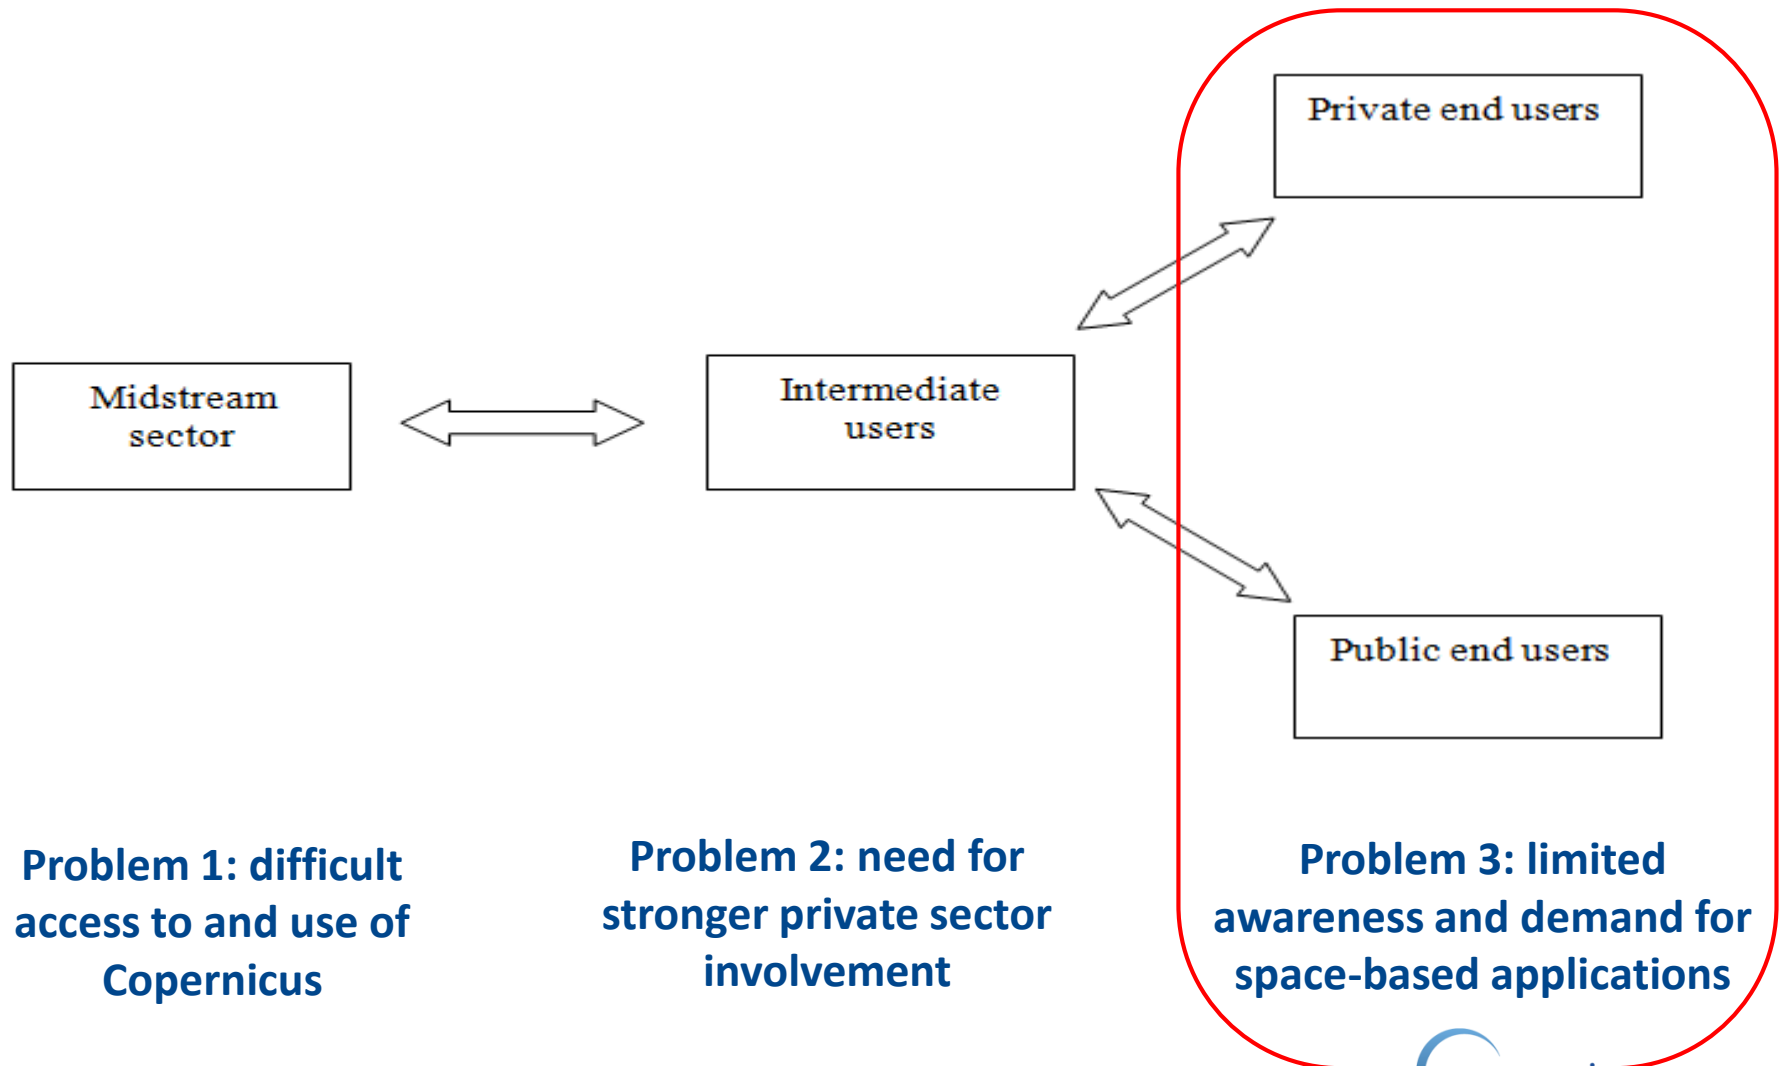 Private end users
Midstream
sector
Intermediate
users
Public end users
Problem 1: difficult
access to and use of
Copernicus
Problem 2: need for
stronger private sector
involvement
Problem 3: limited
awareness and demand for
space-based applications